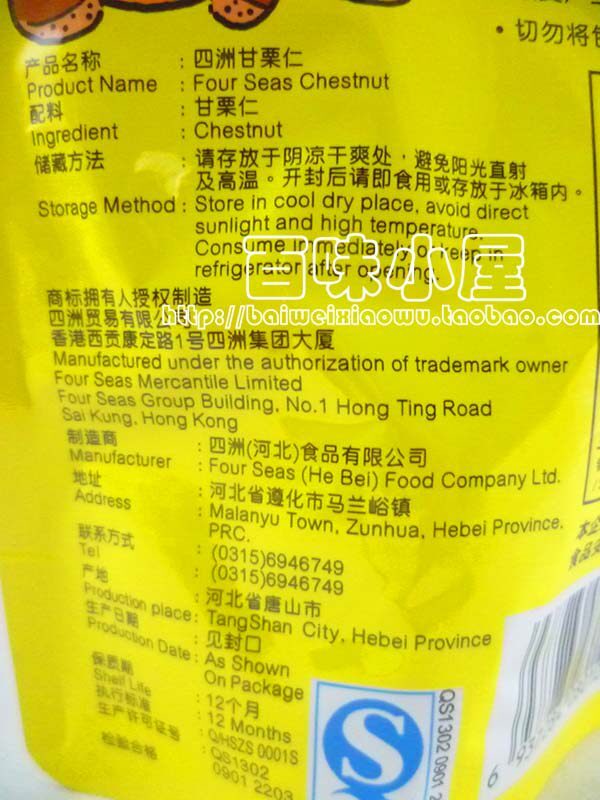 • 切勿将包
产品名称 : 四洲甘栗仁
Product Name : Four Seas Chestnut
配料 : 甘栗仁
Ingredient : Chestnut
储藏方法 : 请存放于阴凉干爽处，避免阳光直射
及高温。开封后请即食用或存放于冰箱内。
Storage Method : Store in cool dry place, avoid direct
sunlight and high temperature.
Consume immediately or keep in
refrigerator after opening.
百味小屋
http://baiweixiaowu.taobao.com
商标拥有人授权制造
四洲贸易有限公司
香港西贡康定路1号四洲集团大厦
Manufactured under the authorization of trademark owner
Four Seas Mercantile Limited
Four Seas Group Building, No.1 Hong Ting Road
Sai Kung, Hong Kong
制造商 : 四洲(河北)食品有限公司
Manufacturer : Four Seas (He Bei) Food Company Ltd.
地址 : 河北省遵化市马兰峪镇
Address : Malanyu Town, Zunhua, Hebei Province,
PRC.
联系方式 : (0315)6946749
Tel : (0315)6946749
产地 : 河北省唐山市
Production place : TangShan City, Hebei Province
生产日期 : 见封口
Production Date : As Shown
On Package
保质期 : 12个月
Shelf Life : 12 Months
执行标准 : Q/HSZS 0001S
生产许可证号 : QS1302
0901 2203
检验合格
QS1302 0901 2
本企
食品安